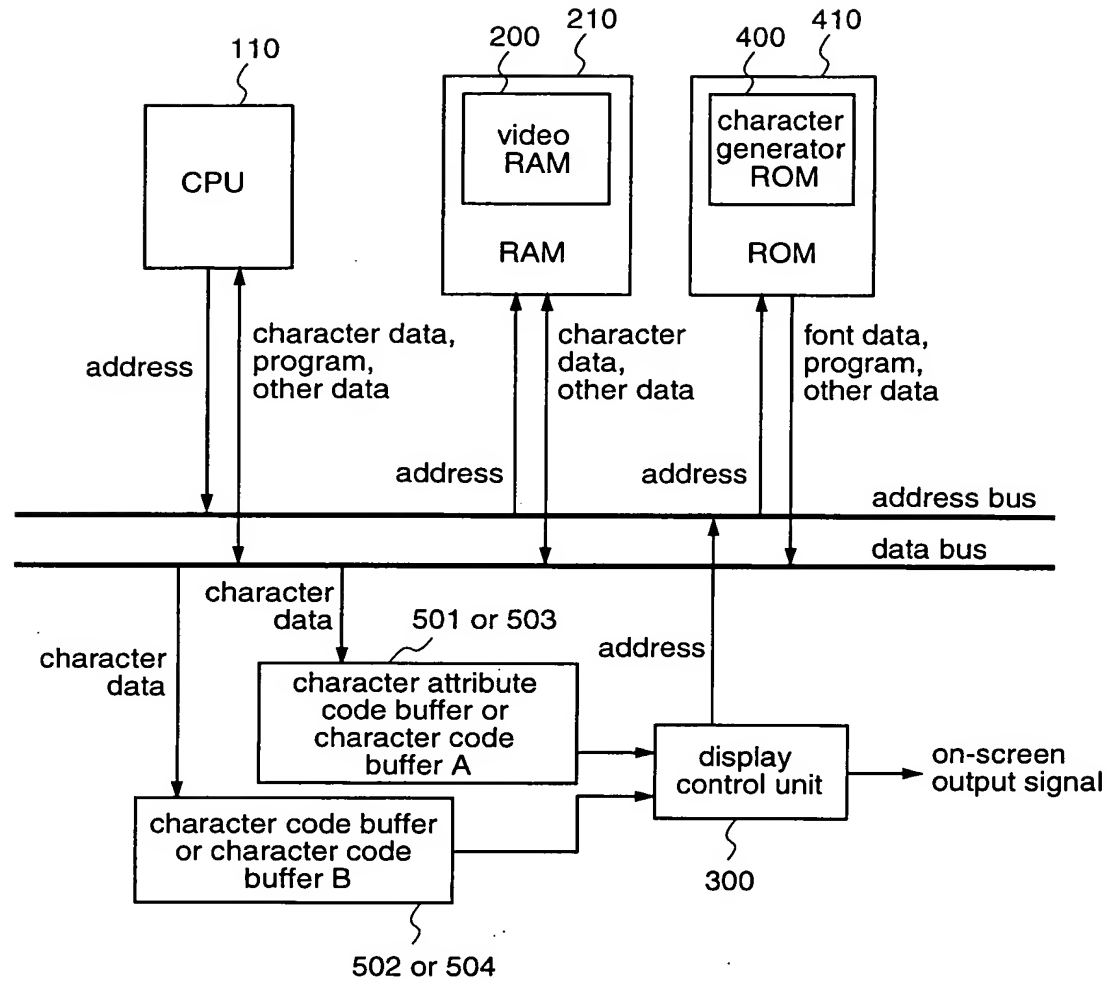 110
200
210
400
410
CPU
video
RAM
RAM
character
generator
ROM
ROM
address
character data,
program,
other data
character
data,
other data
font data,
program,
other data
address
address
address bus
data bus
character
data
character
data
501 or 503
address
character attribute
code buffer or
character code
buffer A
display
control unit
on-screen
output signal
character code buffer
or character code
buffer B
300
502 or 504